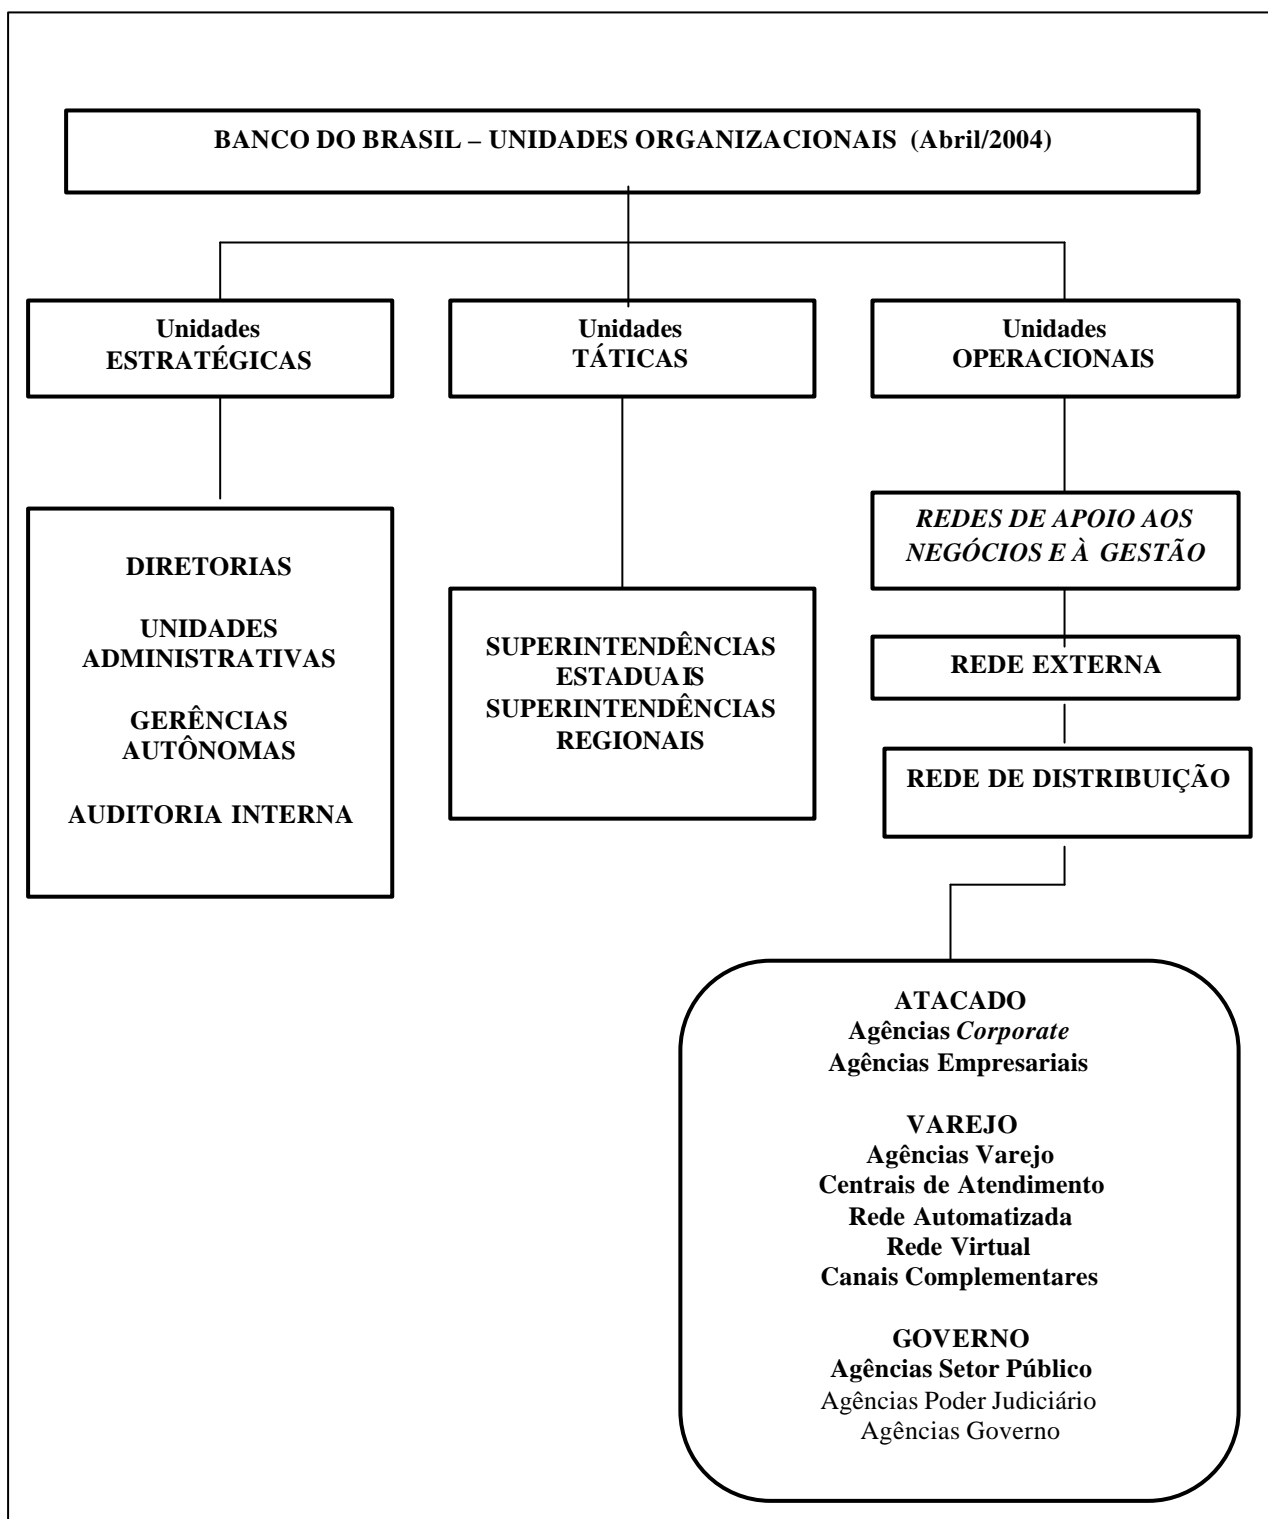 BANCO DO BRASIL – UNIDADES ORGANIZACIONAIS (Abril/2004)
Unidades
ESTRATÉGICAS
Unidades
TÁTICAS
Unidades
OPERACIONAIS
DIRETORIAS
UNIDADES
ADMINISTRATIVAS
GERÊNCIAS
AUTÔNOMAS
AUDITORIA INTERNA
SUPERINTENDÊNCIAS
ESTADUAIS
SUPERINTENDÊNCIAS
REGIONAIS
REDES DE APOIO AOS
NEGÓCIOS E À GESTÃO
REDE EXTERNA
REDE DE DISTRIBUIÇÃO
ATACADO
Agências Corporate
Agências Empresariais
VAREJO
Agências Varejo
Centrais de Atendimento
Rede Automatizada
Rede Virtual
Canais Complementares
GOVERNO
Agências Setor Público
Agências Poder Judiciário
Agências Governo